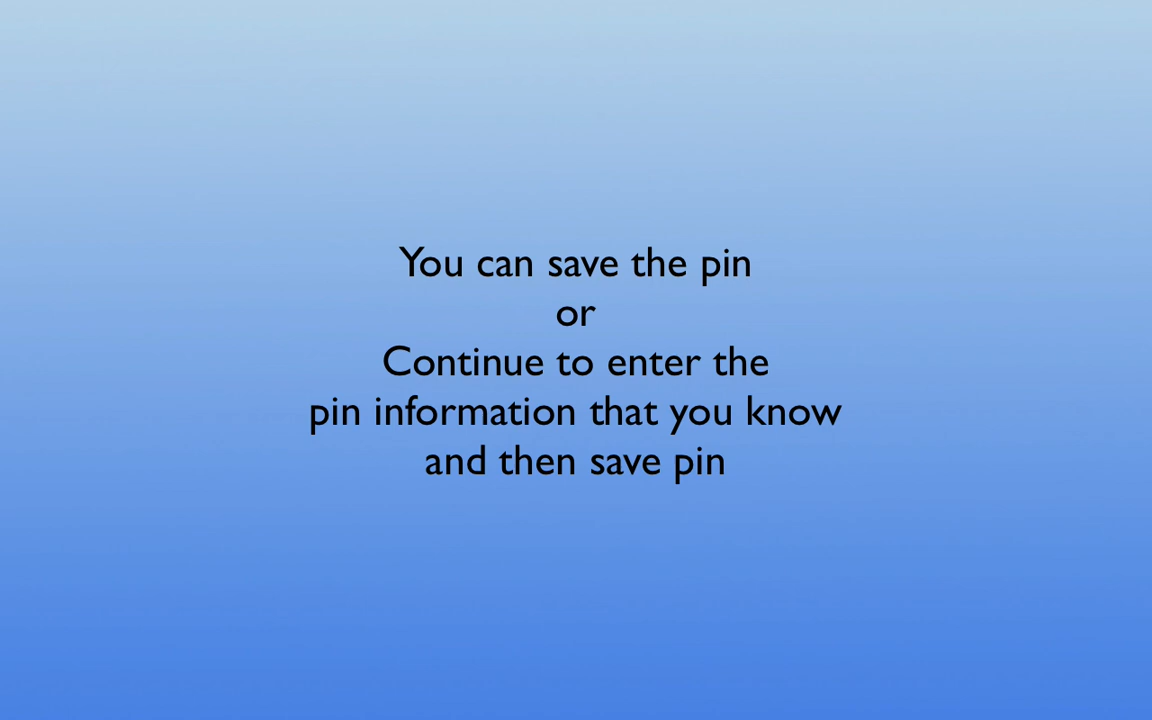 You can save the pin
or
Continue to enter the
pin information that you know
and then save pin